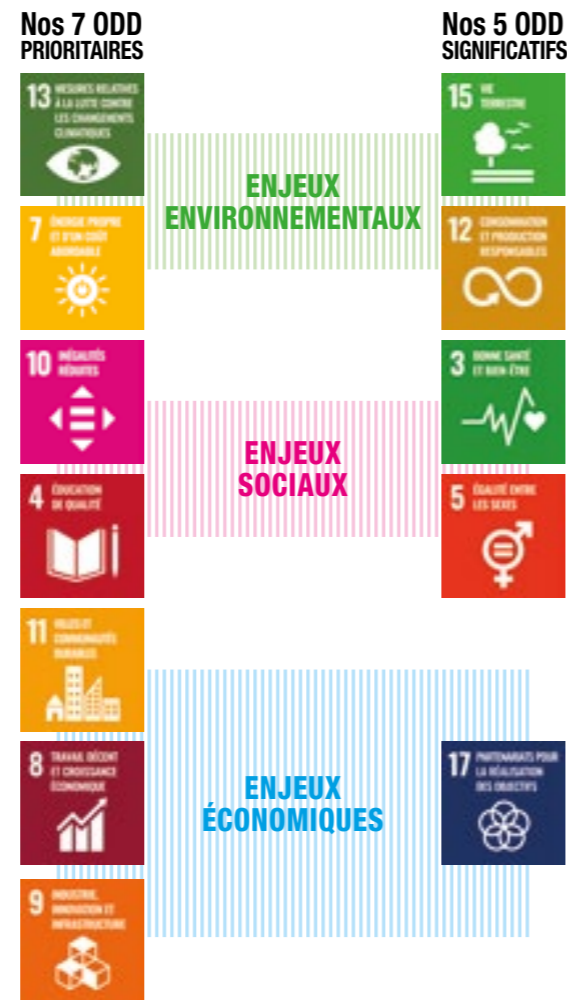 Nos 7 ODD
PRIORITAIRES
Nos 5 ODD
SIGNIFICATIFS
13 MESURES RELATIVES
À LA LUTTE CONTRE
LES CHANGEMENTS
CLIMATIQUES
15 VIE
TERRESTRE
ENJEUX
ENVIRONNEMENTAUX
7 ÉNERGIE PROPRE
ET D'UN COÛT
ABORDABLE
12 CONSOMMATION
ET PRODUCTION
RESPONSABLES
10 INÉGALITÉS
RÉDUITES
3 BONNE SANTÉ
ET BIEN-ÊTRE
ENJEUX
SOCIAUX
4 ÉDUCATION
DE QUALITÉ
5 ÉGALITÉ ENTRE
LES SEXES
11 VILLES ET
COMMUNAUTÉS
DURABLES
8 TRAVAIL DÉCENT
ET CROISSANCE
ÉCONOMIQUE
17 PARTENARIATS POUR
LA RÉALISATION
DES OBJECTIFS
ENJEUX
ÉCONOMIQUES
9 INDUSTRIE,
INNOVATION ET
INFRASTRUCTURE